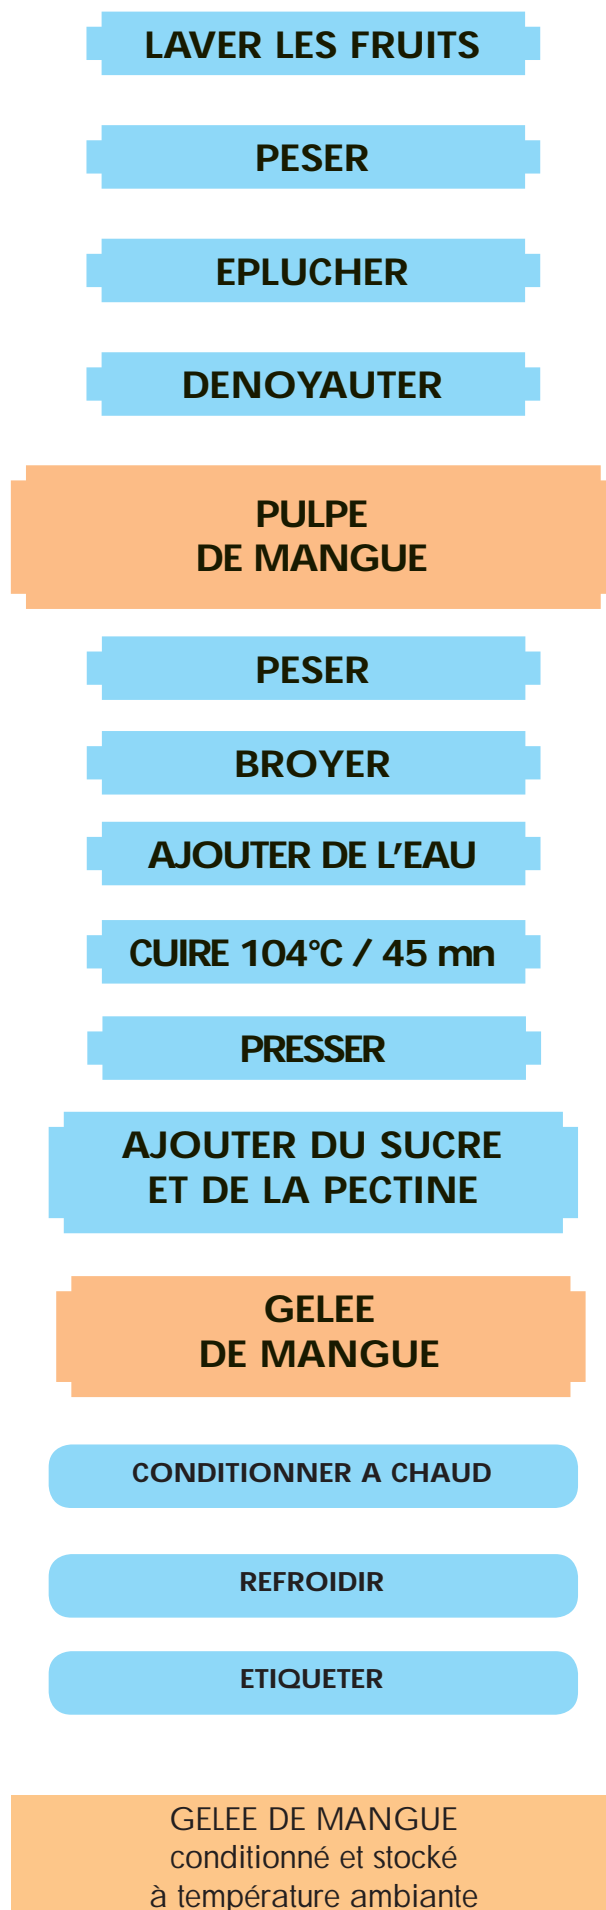 LAVER LES FRUITS
PESER
EPLUCHER
DENOYAUTER
PULPE
DE MANGUE
PESER
BROYER
AJOUTER DE L'EAU
CUIRE 104°C / 45 mn
PRESSER
AJOUTER DU SUCRE
ET DE LA PECTINE
GELEE
DE MANGUE
CONDITIONNER A CHAUD
REFROIDIR
ETIQUETER
GELEE DE MANGUE
conditionné et stocké
à température ambiante